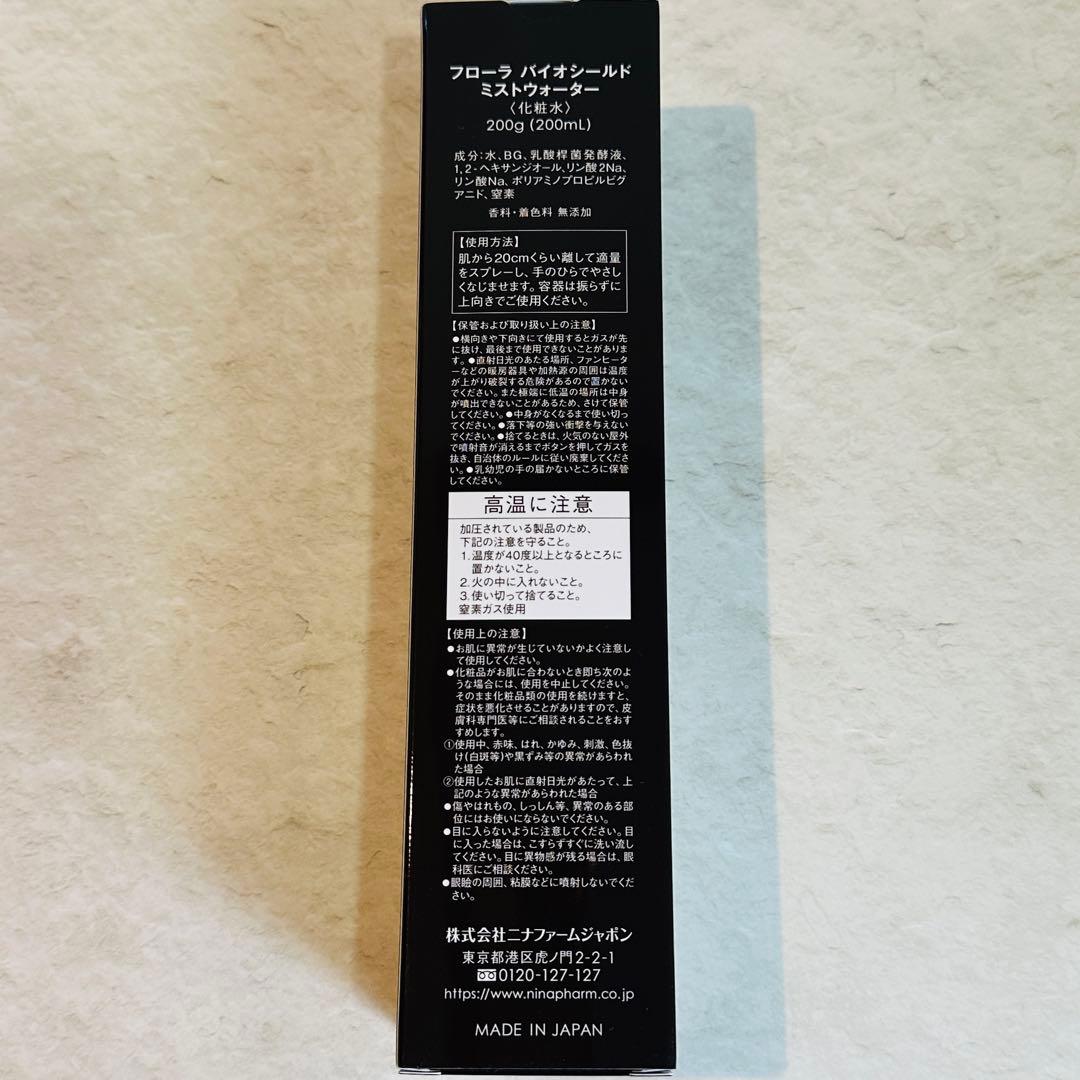 フローラ バイオシールド
ミストウォーター
〈化粧水〉
200g (200mL)
成分:水、BG、乳酸桿菌発酵液、
1,2-ヘキサンジオール、リン酸2Na、
リン酸Na、ポリアミノプロピルビグ
アニド、窒素
香料・着色料 無添加
【使用方法】
肌から20cmくらい離して適量
をスプレーし、手のひらでやさし
くなじませます。容器は振らずに
上向きでご使用ください。
【保管および取り扱い上の注意】
●横向きや下向きにて使用するとガスが先
に抜け、最後まで使用できないことがありま
す。●直射日光のあたる場所、ファンヒータ
ーなどの暖房器具や加熱源の周囲は温度
が上がり破裂する危険があるので置かない
でください。また極端に低温の場所は中身
が噴出できないことがあるため、さけて保管
してください。●中身がなくなるまで使い切っ
てください。●落下等の強い衝撃を与えない
でください。●捨てるときは、火気のない屋外
で噴射音が消えるまでボタンを押してガスを
抜き、自治体のルールに従い廃棄してくださ
い。●乳幼児の手の届かないところに保管
してください。
高温に注意
加圧されている製品のため、
下記の注意を守ること。
1.温度が40度以上となるところに
置かないこと。
2.火の中に入れないこと。
3.使い切って捨てること。
窒素ガス使用
【使用上の注意】
●お肌に異常が生じていないかよく注意し
て使用してください。
●化粧品がお肌に合わないとき即ち次のよ
うな場合には、使用を中止してください。
そのまま化粧品類の使用を続けますと、
症状を悪化させることがありますので、皮
膚科専門医等にご相談されることをおす
すめします。
①使用中、赤味、はれ、かゆみ、刺激、色抜
け(白斑等)や黒ずみ等の異常があらわれ
た場合
②使用したお肌に直射日光があたって、上
記のような異常があらわれた場合
●傷やはれもの、しっしん等、異常のある部
位にはお使いにならないでください。
●目に入らないように注意してください。目
に入った場合は、こすらずすぐに洗い流し
てください。目に異物感が残る場合は、眼
科医にご相談ください。
●眼瞼の周囲、粘膜などに噴射しないでくだ
さい。
株式会社ニナファームジャポン
東京都港区虎ノ門2-2-1
0120-127-127
https://www.ninapharm.co.jp
MADE IN JAPAN